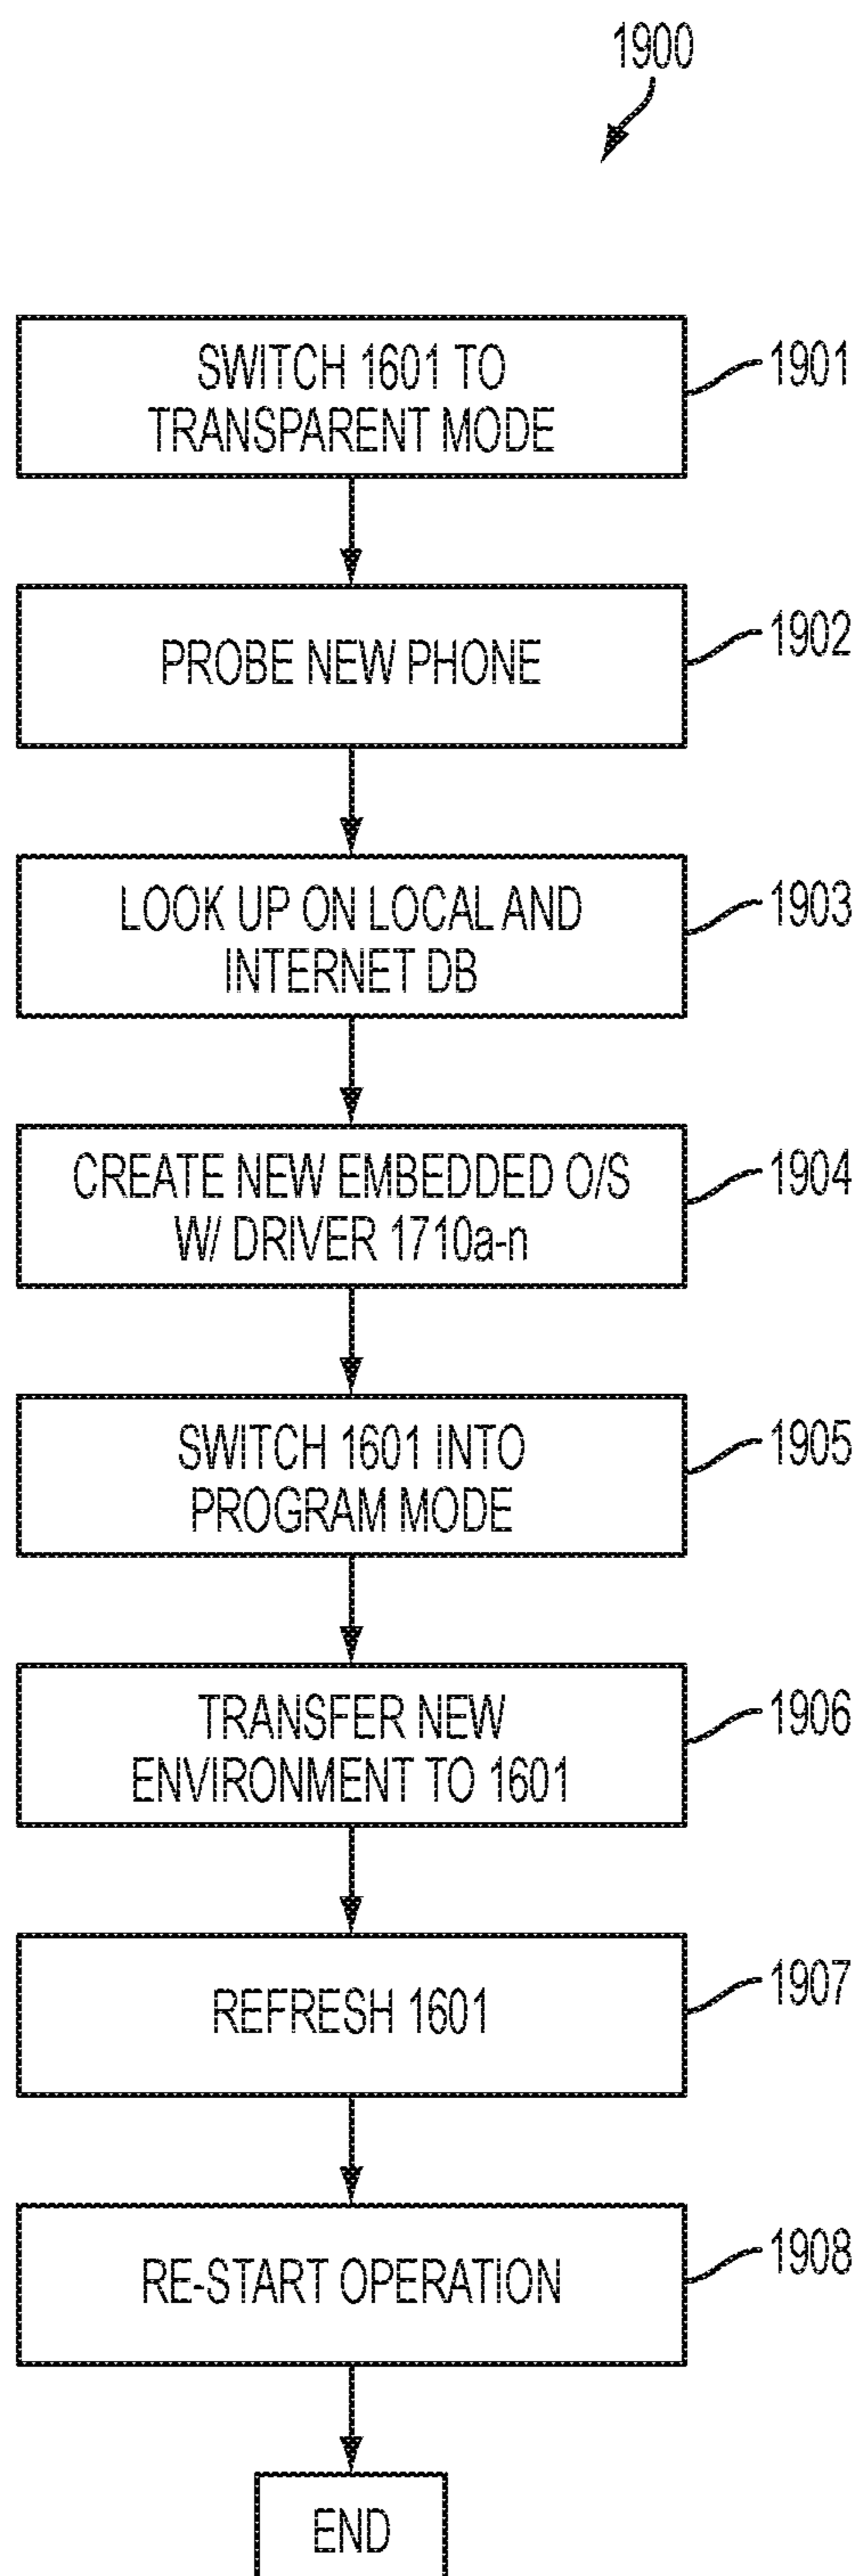 1900
SWITCH 1601 TO
TRANSPARENT MODE
1901
PROBE NEW PHONE
1902
LOOK UP ON LOCAL AND
INTERNET DB
1903
CREATE NEW EMBEDDED O/S
W/ DRIVER 1710a-n
1904
SWITCH 1601 INTO
PROGRAM MODE
1905
TRANSFER NEW
ENVIRONMENT TO 1601
1906
REFRESH 1601
1907
RE-START OPERATION
1908
END